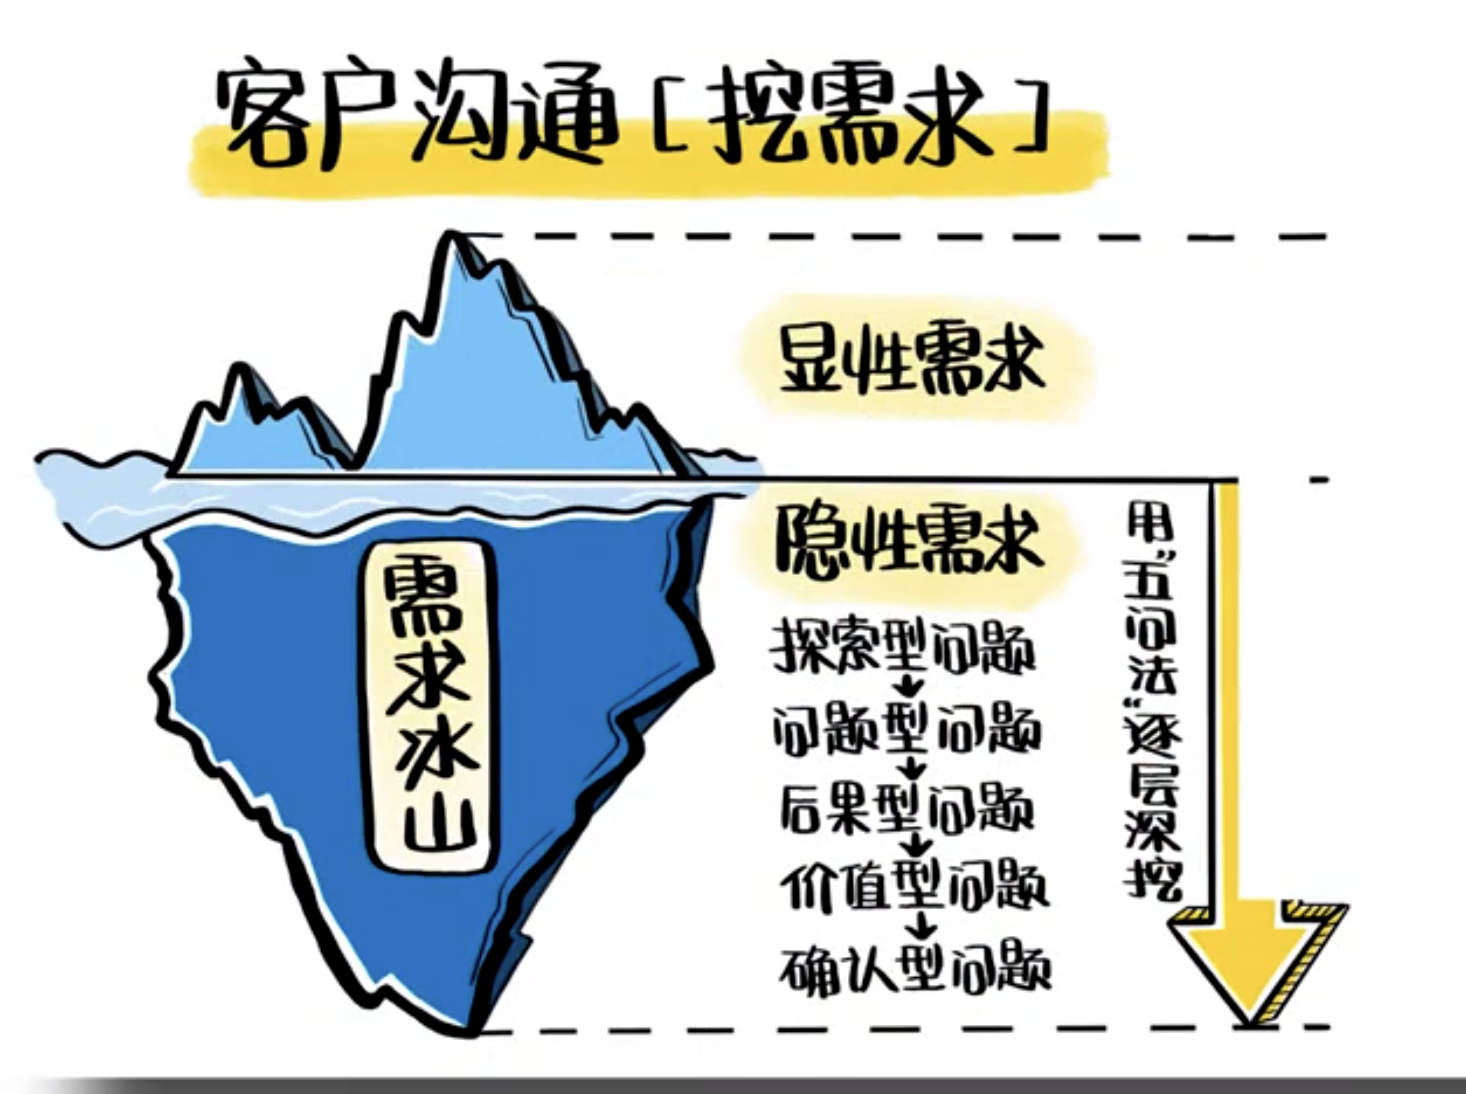 客户沟通[挖需求]
显性需求
隐性需求
探索型问题
问题型问题
后果型问题
价值型问题
确认型问题
用"五问法"逐层深挖
需求冰山